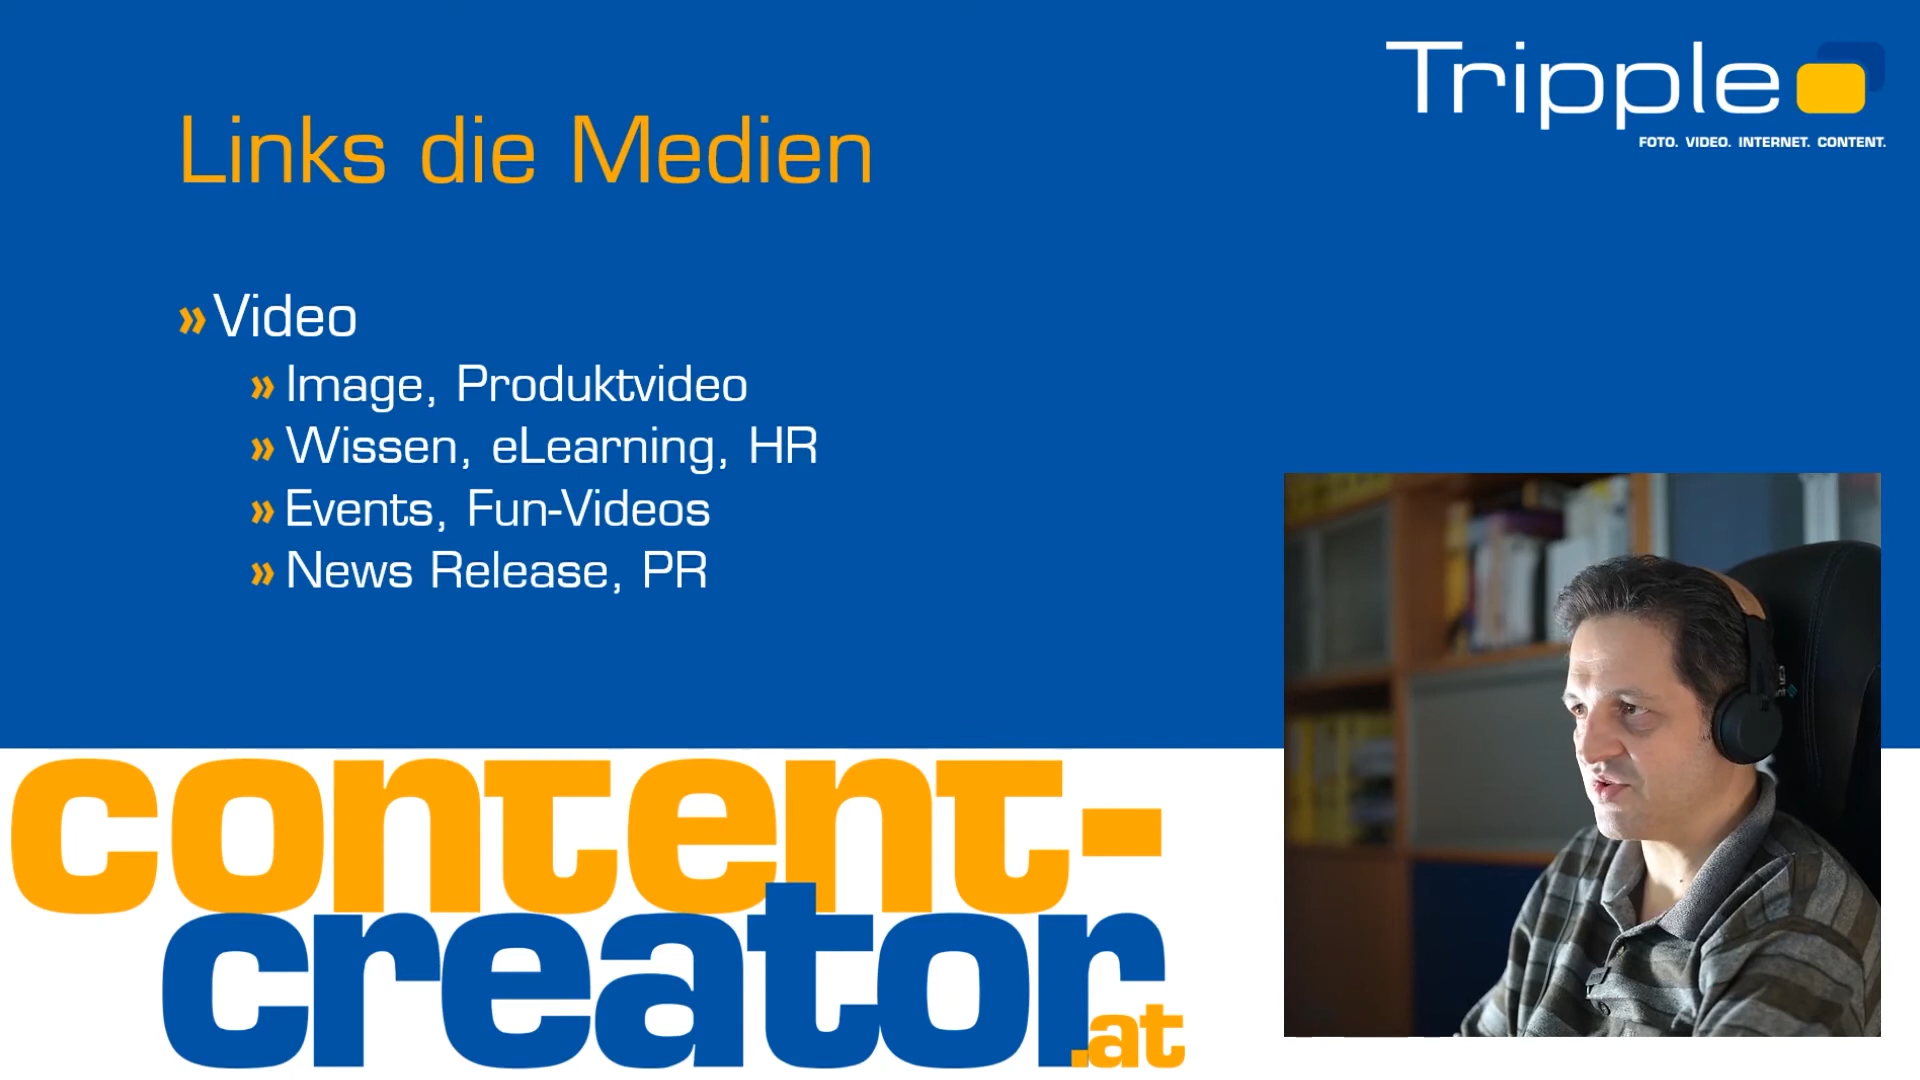 Tripple
FOTO. VIDEO. INTERNET. CONTENT.
Links die Medien
» Video
» Image, Produktvideo
» Wissen, eLearning, HR
» Events, Fun-Videos
» News Release, PR
content-
creator
.at